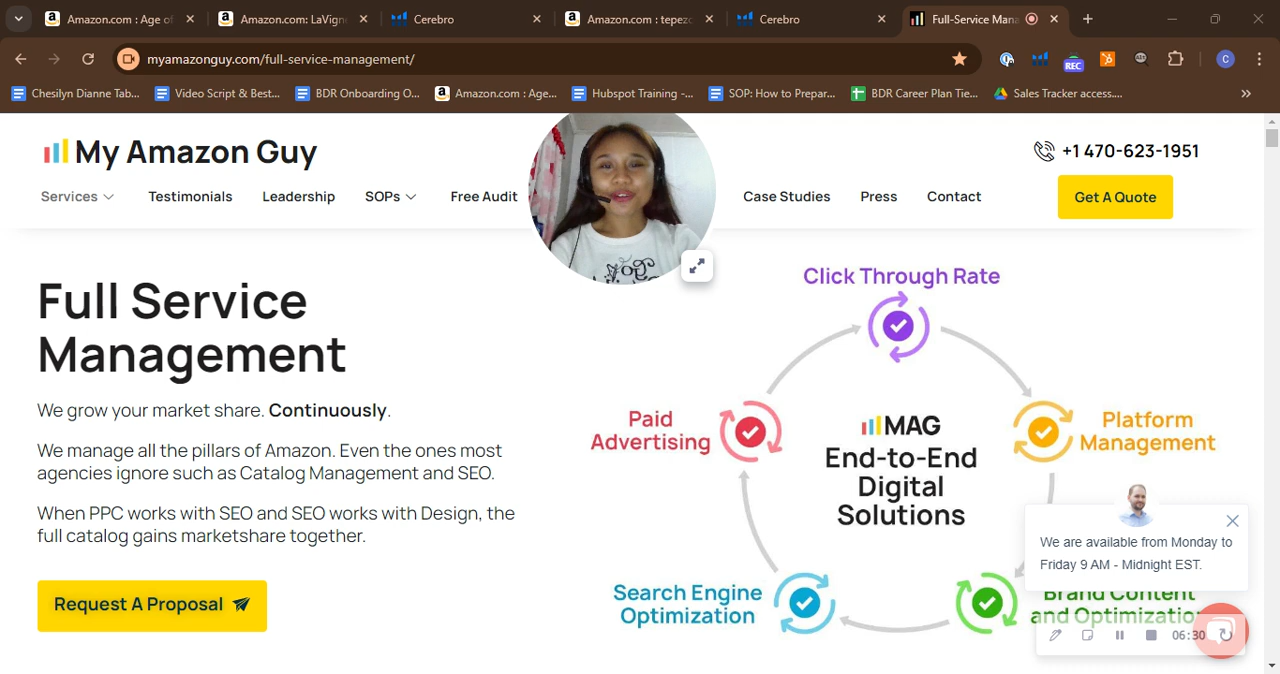 Amazon.com : Age of
Amazon.com: LaVign
Cerebro
Amazon.com : tepezc
Cerebro
Full-Service Mana
myamazonguy.com/full-service-management/
REC
C
Chesilyn Dianne Tab...
Video Script & Best...
BDR Onboarding O...
Amazon.com : Age...
Hubspot Training -...
SOP: How to Prepar...
BDR Career Plan Tie...
Sales Tracker access....
My Amazon Guy
+1 470-623-1951
Services
Testimonials
Leadership
SOPs
Free Audit
Case Studies
Press
Contact
Get A Quote
Full Service
Management
We grow your market share. Continuously.
We manage all the pillars of Amazon. Even the ones most
agencies ignore such as Catalog Management and SEO.
When PPC works with SEO and SEO works with Design, the
full catalog gains marketshare together.
Request A Proposal
Click Through Rate
Paid
Advertising
Platform
Management
MAG
End-to-End
Digital
Solutions
Search Engine
Optimization
Brand Content
and Optimization
We are available from Monday to
Friday 9 AM - Midnight EST.
06:30